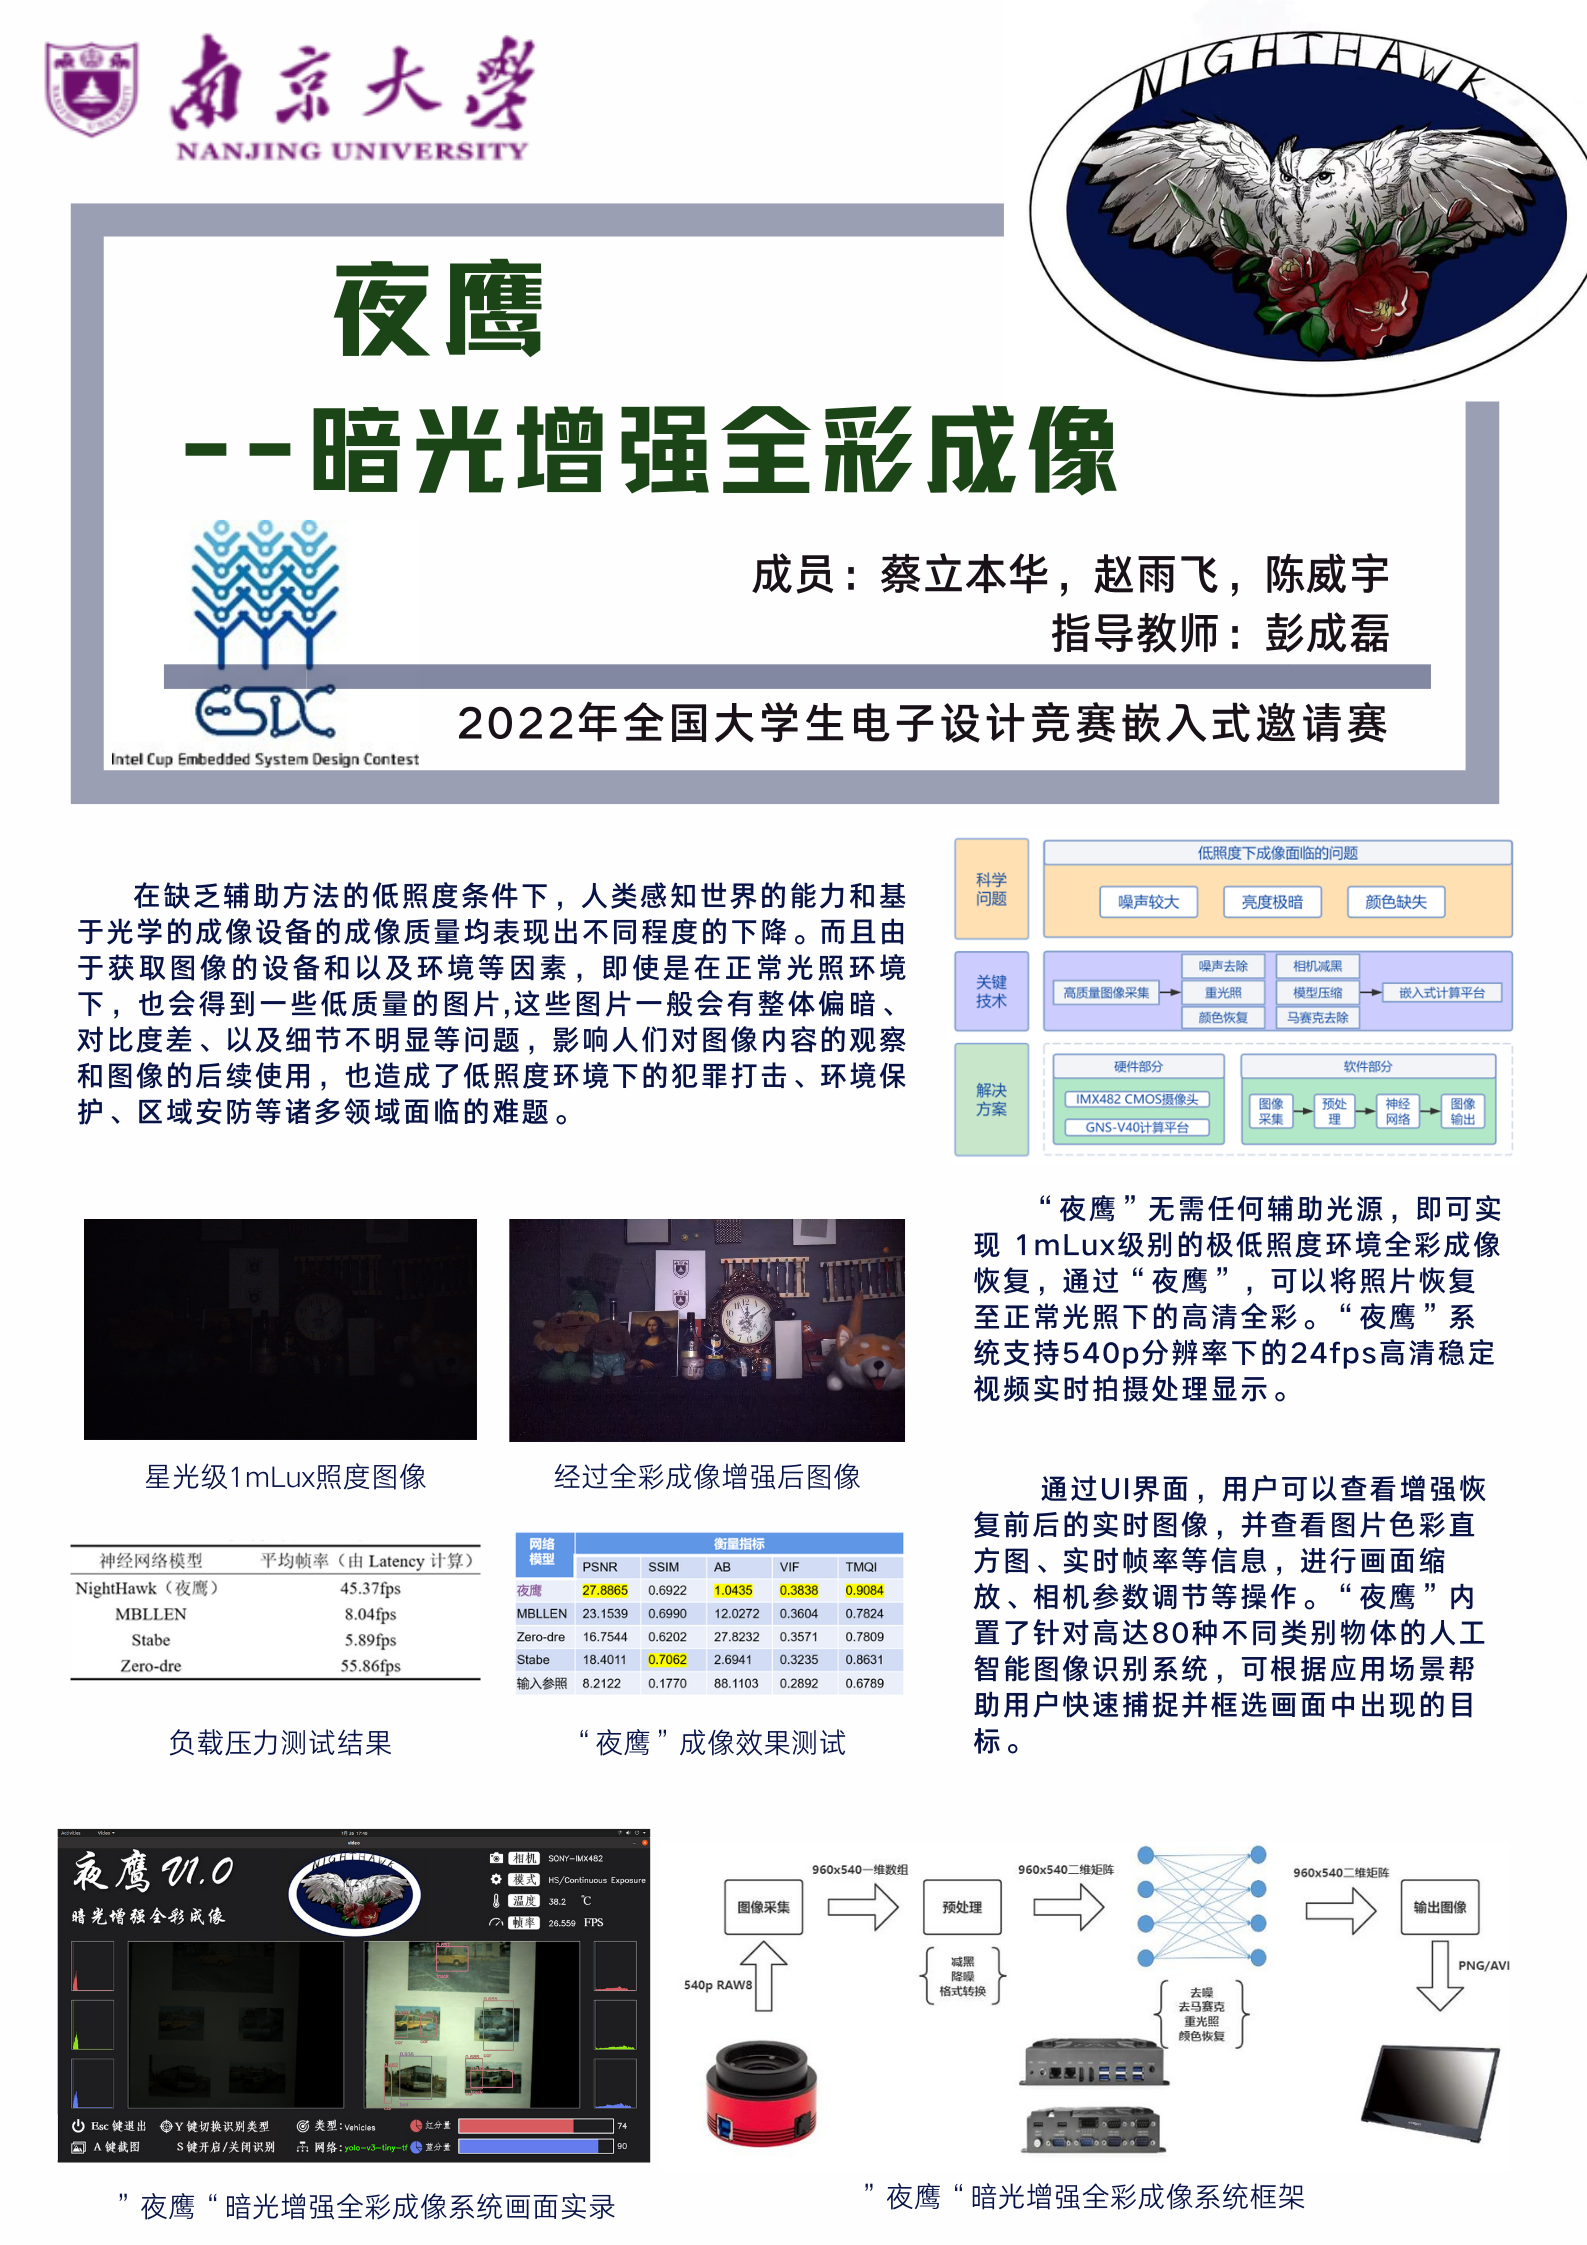 南京大学
NANJING UNIVERSITY
NIGHTHAWK
夜鹰
--暗光增强全彩成像
成员：蔡立本华，赵雨飞，陈威宇
指导教师：彭成磊
ESDC
Intel Cup Embedded System Design Contest
2022年全国大学生电子设计竞赛嵌入式邀请赛
在缺乏辅助方法的低照度条件下，人类感知世界的能力和基
于光学的成像设备的成像质量均表现出不同程度的下降。而且由
于获取图像的设备和以及环境等因素，即使是在正常光照环境
下，也会得到一些低质量的图片,这些图片一般会有整体偏暗、
对比度差、以及细节不明显等问题，影响人们对图像内容的观察
和图像的后续使用，也造成了低照度环境下的犯罪打击、环境保
护、区域安防等诸多领域面临的难题。
科学
问题
低照度下成像面临的问题
噪声较大 亮度极暗 颜色缺失
关键
技术
高质量图像采集
噪声去除 相机减黑
重光照 模型压缩
颜色恢复 马赛克去除
嵌入式计算平台
解决
方案
硬件部分
IMX482 CMOS摄像头
GNS-V40计算平台
软件部分
图像
采集
预处
理
神经
网络
图像
输出
“夜鹰”无需任何辅助光源，即可实
现 1mLux级别的极低照度环境全彩成像
恢复，通过“夜鹰”，可以将照片恢复
至正常光照下的高清全彩。“夜鹰”系
统支持540p分辨率下的24fps高清稳定
视频实时拍摄处理显示。
星光级1mLux照度图像
经过全彩成像增强后图像
通过UI界面，用户可以查看增强恢
复前后的实时图像，并查看图片色彩直
方图、实时帧率等信息，进行画面缩
放、相机参数调节等操作。“夜鹰”内
置了针对高达80种不同类别物体的人工
智能图像识别系统，可根据应用场景帮
助用户快速捕捉并框选画面中出现的目
标。
神经网络模型 平均帧率（由 Latency 计算）
NightHawk（夜鹰） 45.37fps
MBLLEN 8.04fps
Stabe 5.89fps
Zero-dre 55.86fps
负载压力测试结果
网络
模型
衡量指标
PSNR SSIM AB VIF TMQI
夜鹰 27.8865 0.6922 1.0435 0.3838 0.9084
MBLLEN 23.1539 0.6990 12.0272 0.3604 0.7824
Zero-dre 16.7544 0.6202 27.8232 0.3571 0.7809
Stabe 18.4011 0.7062 2.6941 0.3235 0.8631
输入参照 8.2122 0.1770 88.1103 0.2892 0.6789
“夜鹰”成像效果测试
Activities Video
video
夜鹰 V1.0
暗光增强全彩成像
NIGHTHAWK
相机 SONY-IMX482
模式 HS/Continuous Exposure
温度 38.2 ℃
帧率 26.559 FPS
Esc 键退出 Y 键切换识别类型
A 键截图 S 键开启/关闭识别
类型: Vehicles
网络: yolo-v3-tiny-tf
红分量 74
蓝分量 90
”夜鹰“暗光增强全彩成像系统画面实录
图像采集
960x540一维数组
预处理
960x540二维矩阵
960x540二维矩阵
输出图像
540p RAW8
减黑
降噪
格式转换
去噪
去马赛克
重光照
颜色恢复
PNG/AVI
”夜鹰“暗光增强全彩成像系统框架